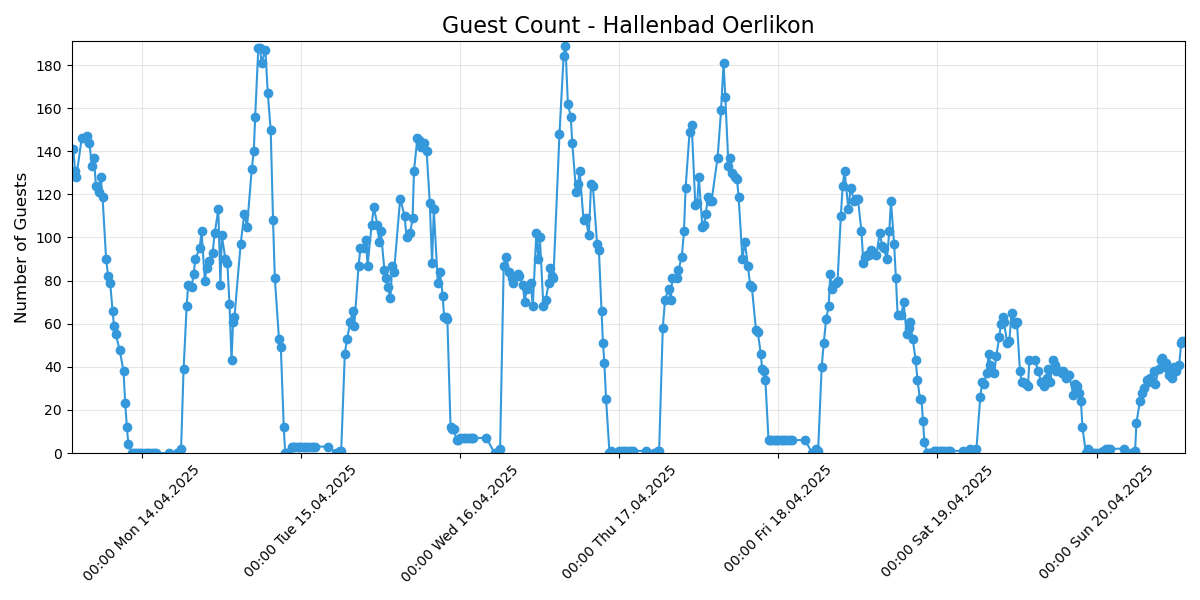 Guest Count - Hallenbad Oerlikon
Number of Guests
180
160
140
120
100
80
60
40
20
0
00:00 Mon 14.04.2025
00:00 Tue 15.04.2025
00:00 Wed 16.04.2025
00:00 Thu 17.04.2025
00:00 Fri 18.04.2025
00:00 Sat 19.04.2025
00:00 Sun 20.04.2025